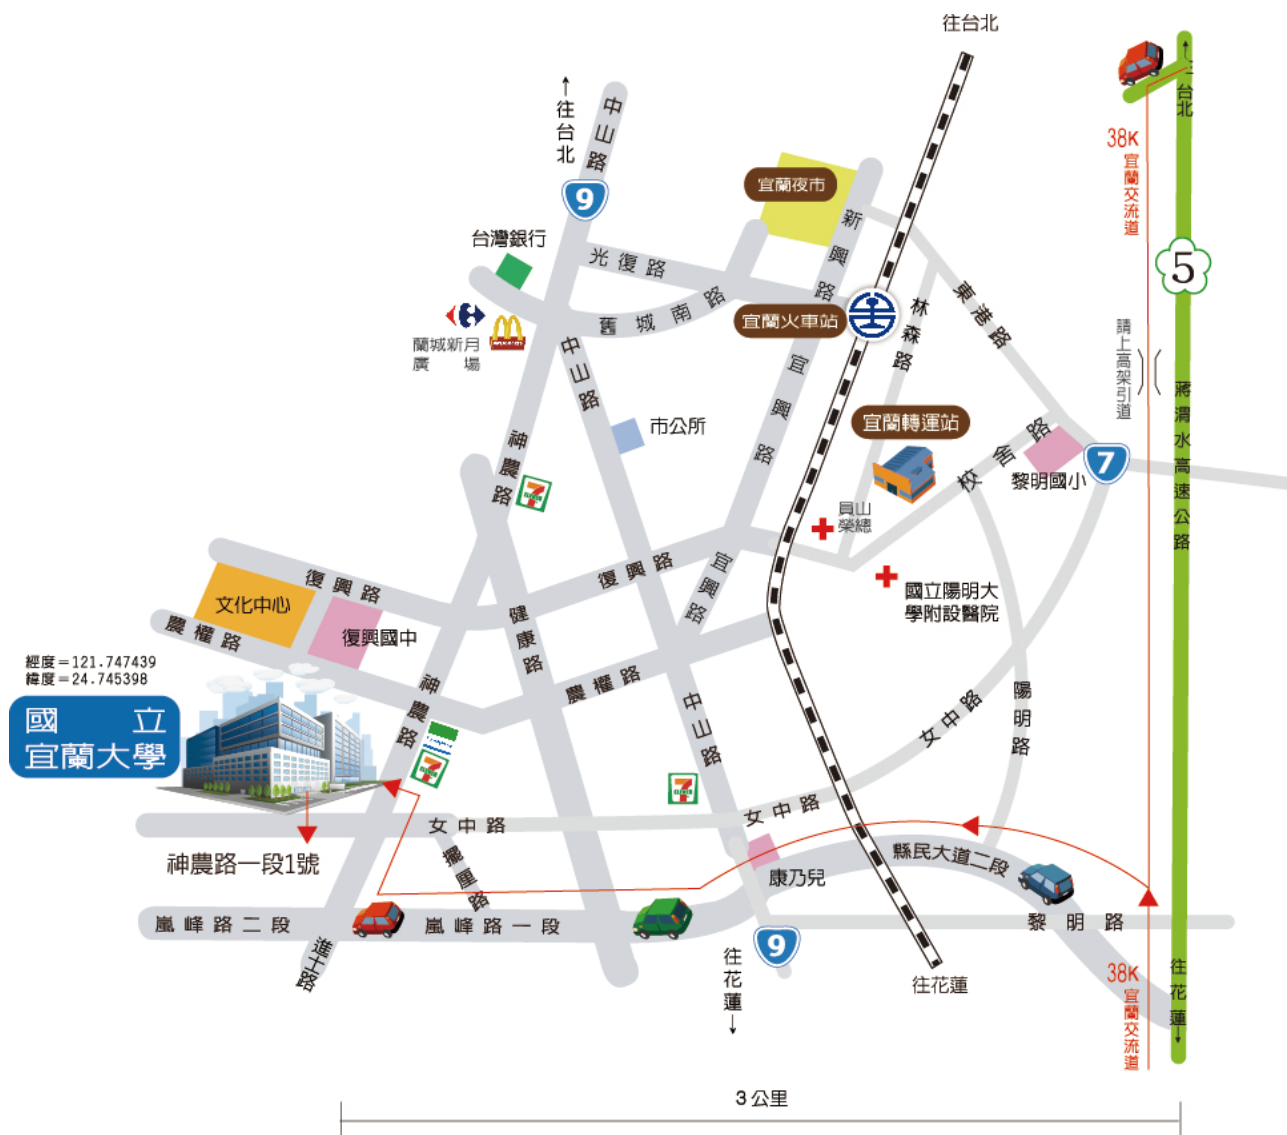 往台北
↑往台北
中山路
9
三台北
38K
宜蘭交流道
宜蘭夜市
新興路
台灣銀行
光復路
5
東港路
舊城南路
宜蘭火車站
林森路
請上高架引道
蘭城新月
廣場
中山路
宜興路
蔣渭水高速公路
市公所
宜蘭轉運站
校舍路
神農路
7
ELEVEN
7
黎明國小
員山
榮總
復興路
復興路
宜興路
國立陽明大
學附設醫院
文化中心
農權路
復興國中
健康路
經度=121.747439
緯度=24.745398
國立
宜蘭大學
神農路
農權路
中山路
女中路
陽明路
7
ELEVEN
7
ELEVEN
女中路
女中路
神農路一段1號
擺厘路
康乃兒
縣民大道二段
嵐峰路二段
嵐峰路一段
黎明路
進士路
9
往花蓮↓
往花蓮
38K
宜蘭交流道
往花蓮↓
3公里